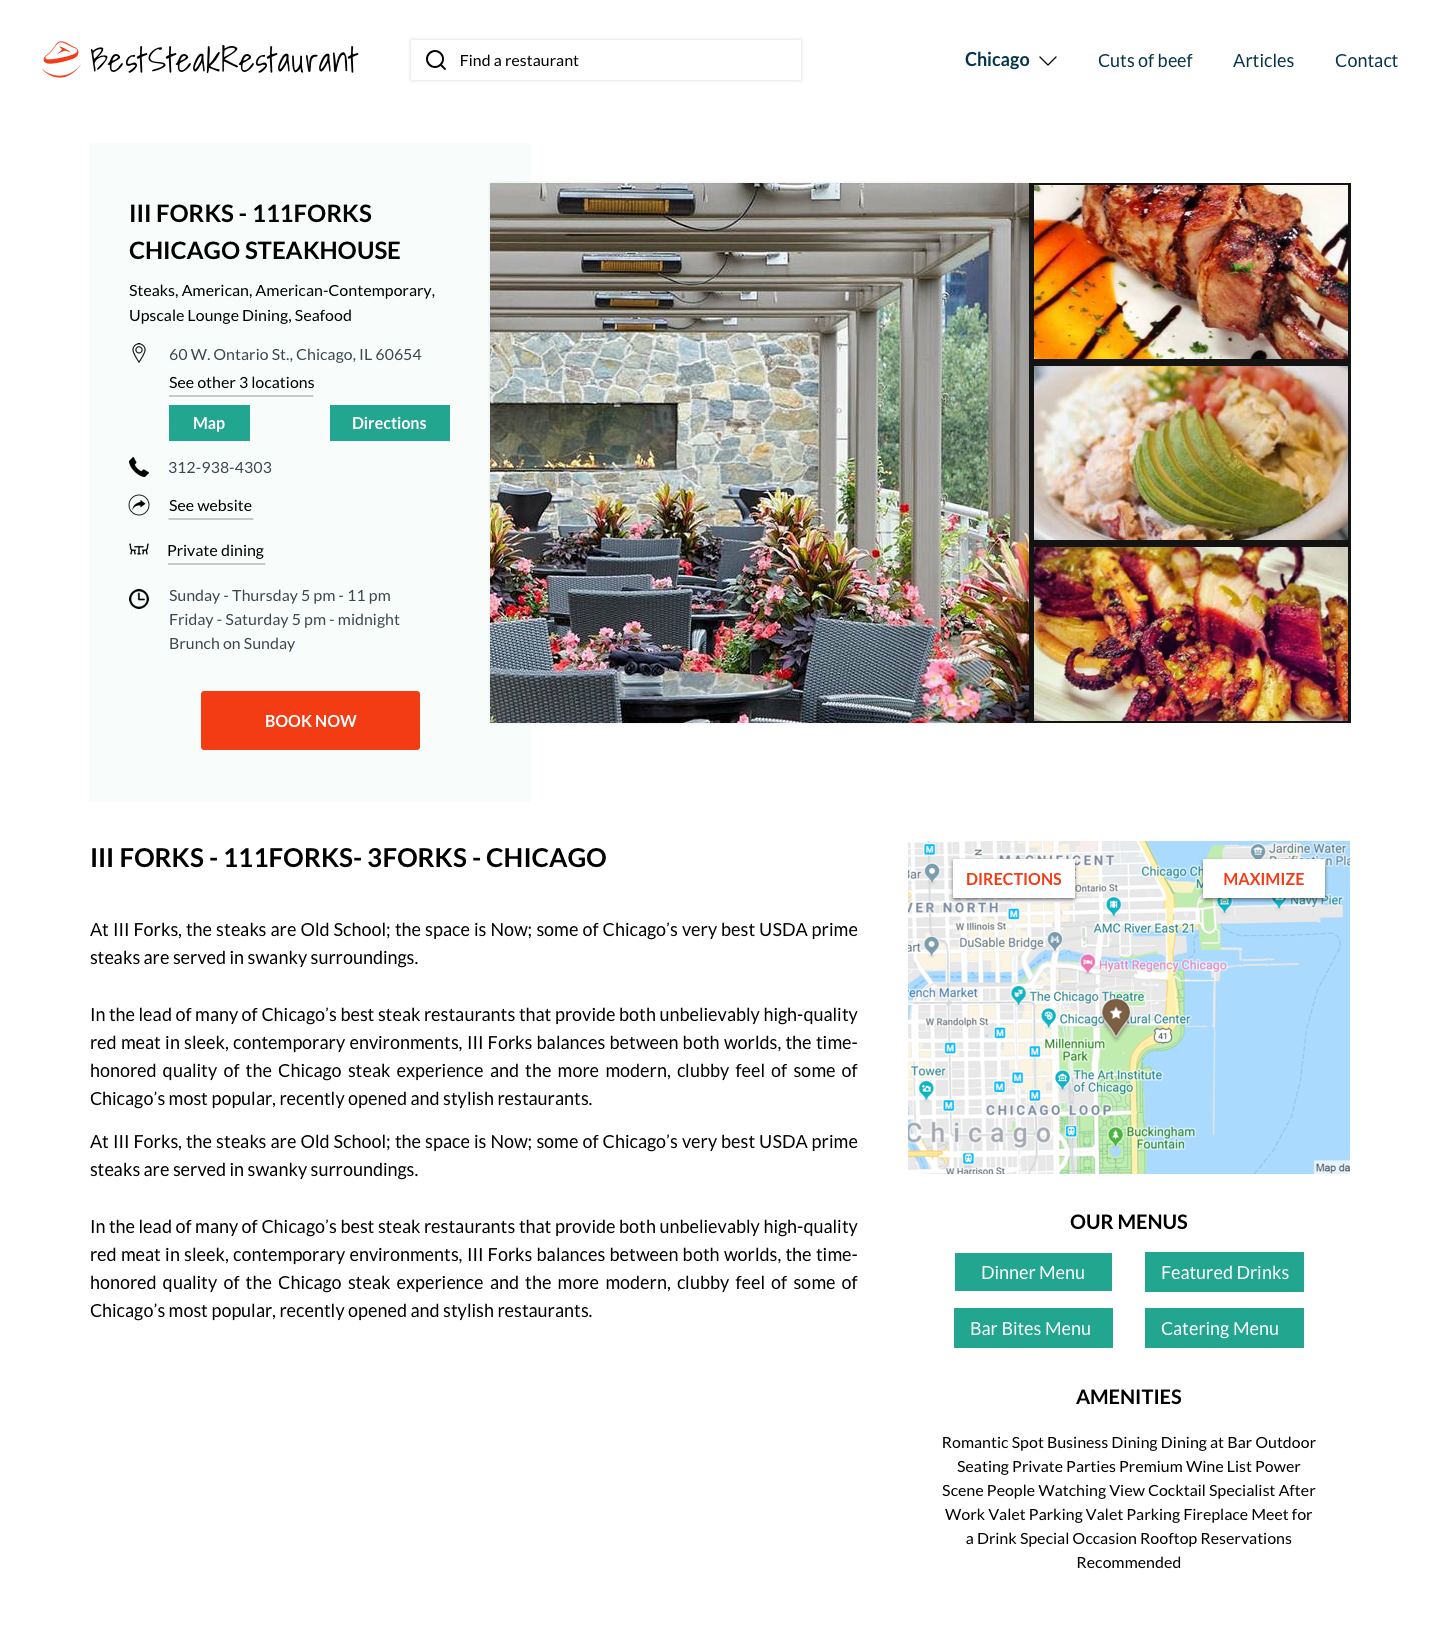 BestSteakRestaurant
Find a restaurant
Chicago
Cuts of beef
Articles
Contact
III FORKS - 111FORKS
CHICAGO STEAKHOUSE
Steaks, American, American-Contemporary,
Upscale Lounge Dining, Seafood
60 W. Ontario St., Chicago, IL 60654
See other 3 locations
Map
Directions
312-938-4303
See website
Private dining
Sunday - Thursday 5 pm - 11 pm
Friday - Saturday 5 pm - midnight
Brunch on Sunday
BOOK NOW
III FORKS - 111FORKS- 3FORKS - CHICAGO
At III Forks, the steaks are Old School; the space is Now; some of Chicago’s very best USDA prime
steaks are served in swanky surroundings.
In the lead of many of Chicago’s best steak restaurants that provide both unbelievably high-quality
red meat in sleek, contemporary environments, III Forks balances between both worlds, the time-
honored quality of the Chicago steak experience and the more modern, clubby feel of some of
Chicago’s most popular, recently opened and stylish restaurants.
At III Forks, the steaks are Old School; the space is Now; some of Chicago’s very best USDA prime
steaks are served in swanky surroundings.
In the lead of many of Chicago’s best steak restaurants that provide both unbelievably high-quality
red meat in sleek, contemporary environments, III Forks balances between both worlds, the time-
honored quality of the Chicago steak experience and the more modern, clubby feel of some of
Chicago’s most popular, recently opened and stylish restaurants.
MAGNIFICENT
Jardine Water
Chicago
DIRECTIONS
MAXIMIZE
Ontario St
Navy Pier
VER NORTH
W Illinois St
AMC River East 21
DuSable Bridge
Hyatt Regency Chicago
ench Market
The Chicago Theatre
W Randolph St
Chicago ural Center
41
Millennium
Park
Tower
The Art Institute
of Chicago
CHICAGO LOOP
Chicago
Buckingham
Fountain
W Harrison St
Map da
OUR MENUS
Dinner Menu
Featured Drinks
Bar Bites Menu
Catering Menu
AMENITIES
Romantic Spot Business Dining Dining at Bar Outdoor
Seating Private Parties Premium Wine List Power
Scene People Watching View Cocktail Specialist After
Work Valet Parking Valet Parking Fireplace Meet for
a Drink Special Occasion Rooftop Reservations
Recommended